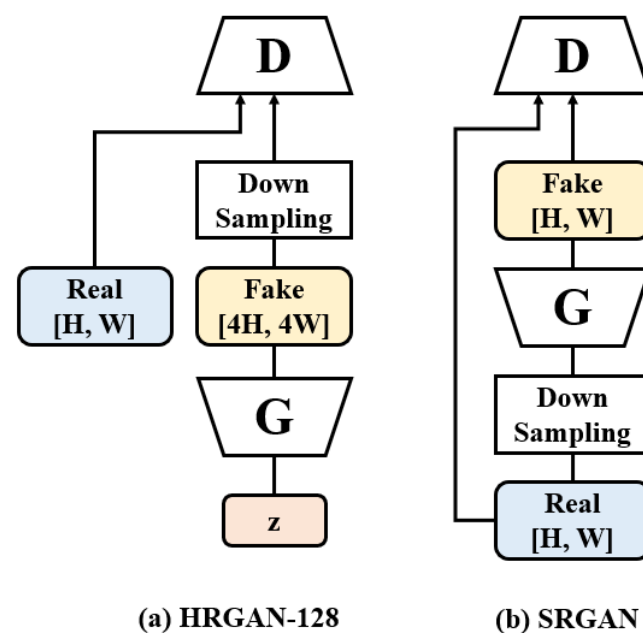 D
Down
Sampling
Real
[H, W]
Fake
[4H, 4W]
G
z
(a) HRGAN-128
D
Fake
[H, W]
G
Down
Sampling
Real
[H, W]
(b) SRGAN